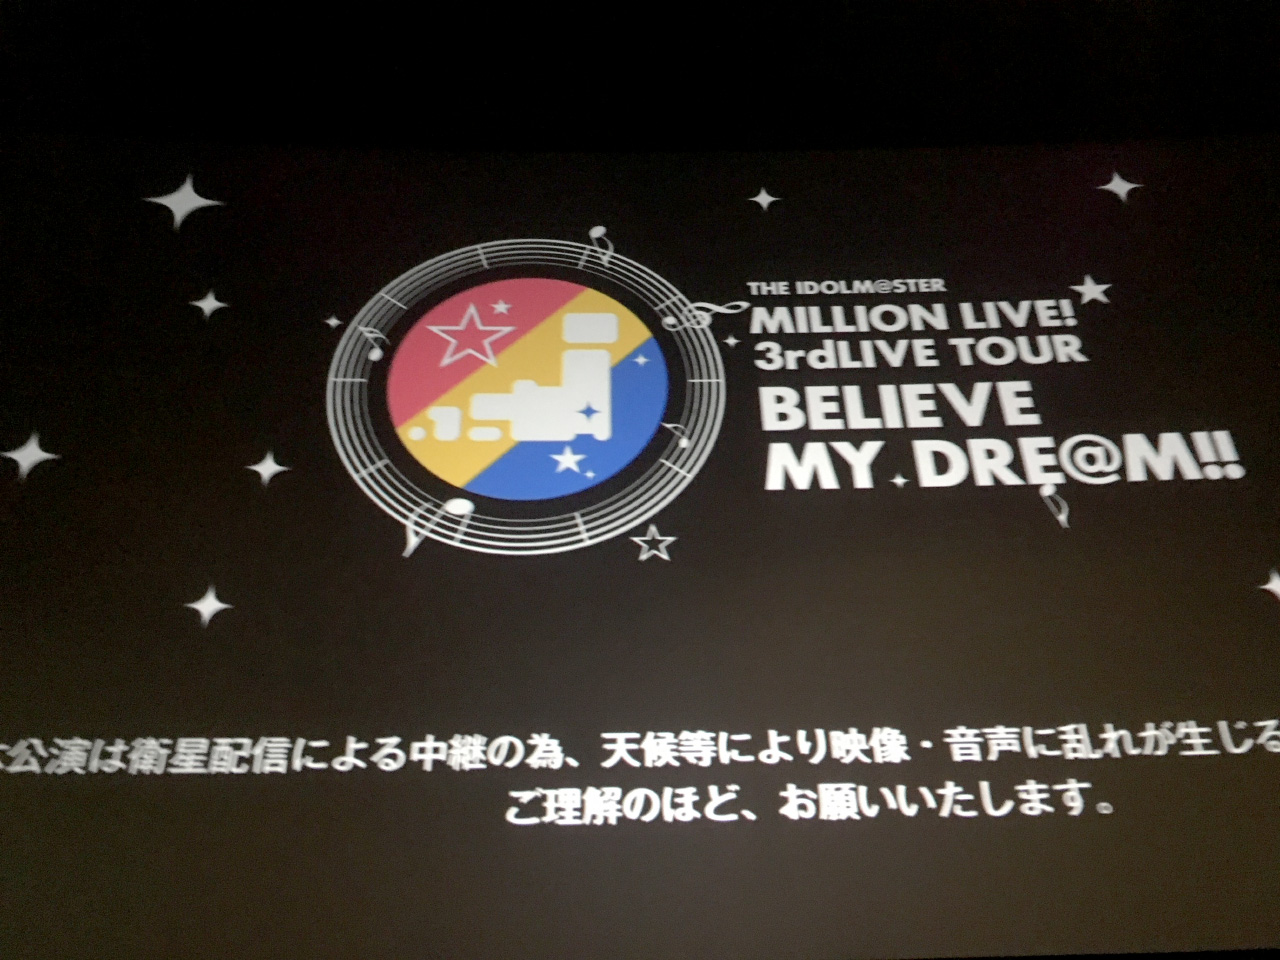 THE IDOLM@STER
MILLION LIVE!
3rdLIVE TOUR
BELIEVE
MY DRE@M!!
公演は衛星配信による中継の為、天候等により映像・音声に乱れが生じる
ご理解のほど、お願いいたします。